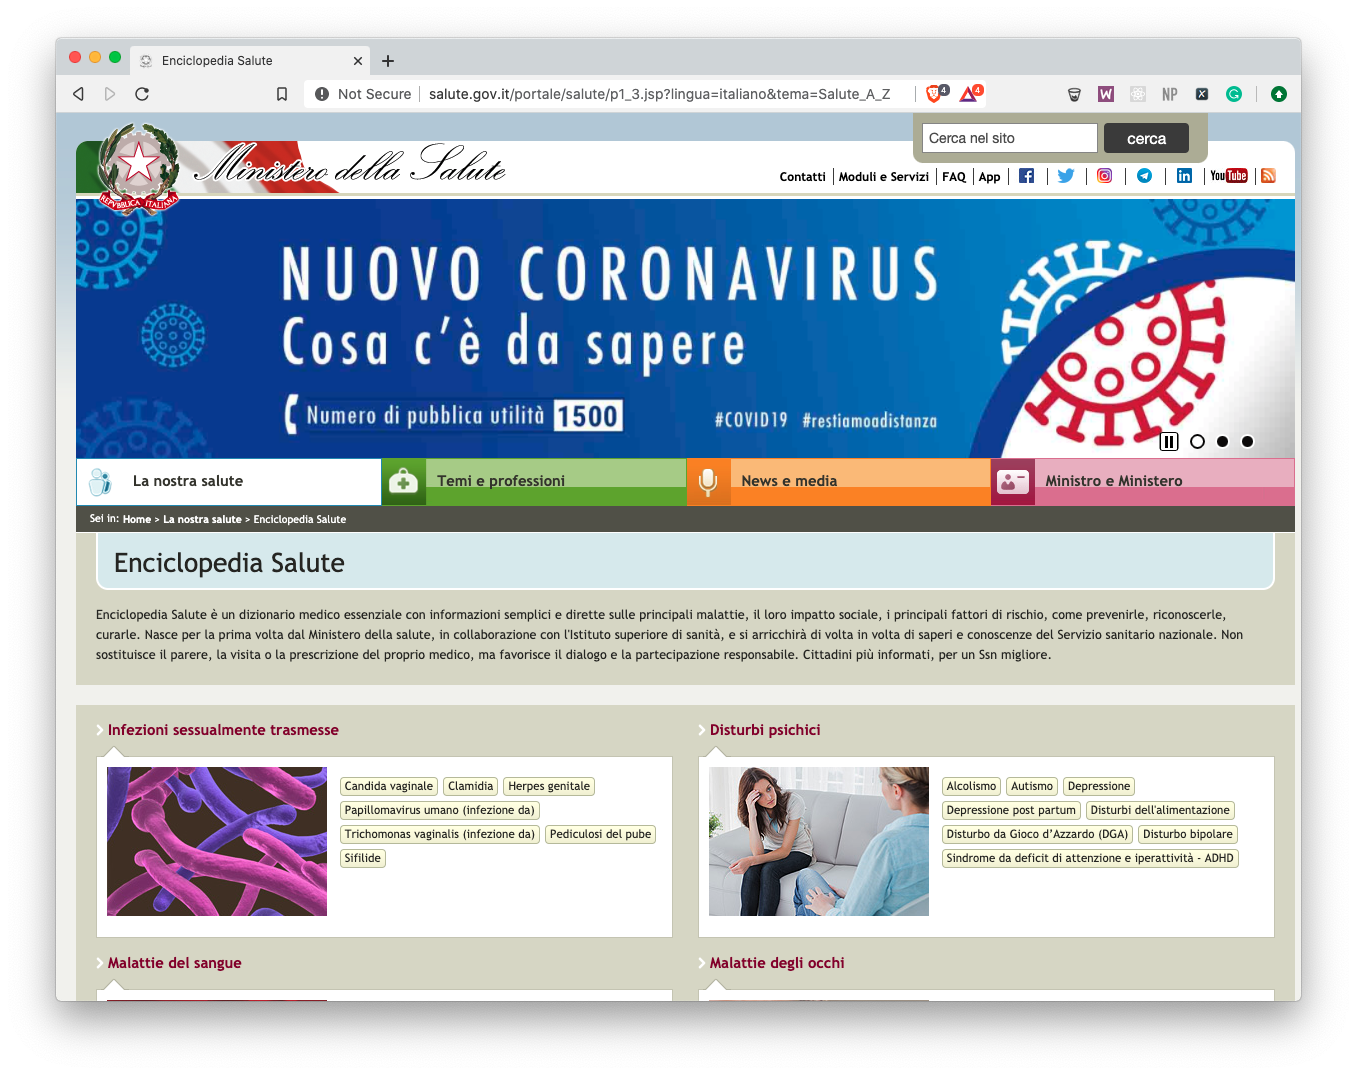 Enciclopedia Salute
Not Secure
salute.gov.it/portale/salute/p1_3.jsp?lingua=italiano&tema=Salute_A_Z
4
4
W
NP
X
G
Cerca nel sito
cerca
REPVBBLICA ITALIANA
Ministero della Salute
Contatti
Moduli e Servizi
FAQ
App
You Tube
NUOVO CORONAVIRUS
Cosa c'è da sapere
Numero di pubblica utilità 1500
#COVID19 #restiamoadistanza
La nostra salute
Temi e professioni
News e media
Ministro e Ministero
Sei in: Home > La nostra salute > Enciclopedia Salute
Enciclopedia Salute
Enciclopedia Salute è un dizionario medico essenziale con informazioni semplici e dirette sulle principali malattie, il loro impatto sociale, i principali fattori di rischio, come prevenirle, riconoscerle,
curarle. Nasce per la prima volta dal Ministero della salute, in collaborazione con l'Istituto superiore di sanità, e si arricchirà di volta in volta di saperi e conoscenze del Servizio sanitario nazionale. Non
sostituisce il parere, la visita o la prescrizione del proprio medico, ma favorisce il dialogo e la partecipazione responsabile. Cittadini più informati, per un Ssn migliore.
Infezioni sessualmente trasmesse
Candida vaginale
Clamidia
Herpes genitale
Papillomavirus umano (infezione da)
Trichomonas vaginalis (infezione da)
Pediculosi del pube
Sifilide
Disturbi psichici
Alcolismo
Autismo
Depressione
Depressione post partum
Disturbi dell'alimentazione
Disturbo da Gioco d’Azzardo (DGA)
Disturbo bipolare
Sindrome da deficit di attenzione e iperattività - ADHD
Malattie del sangue
Malattie degli occhi